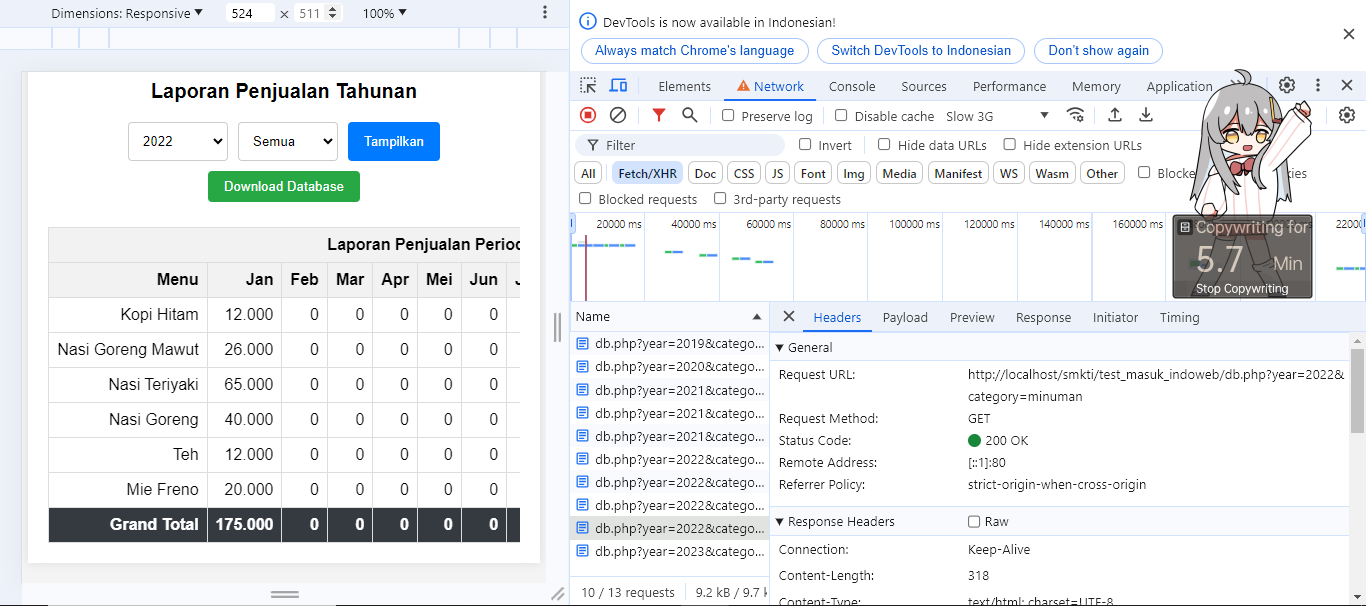 Dimensions: Responsive ▼ 524 × 511 100% ▼
Laporan Penjualan Tahunan
2022 Semua Tampilkan
Download Database
Laporan Penjualan Perioc
Menu Jan Feb Mar Apr Mei Jun
Kopi Hitam 12.000 0 0 0 0 0
Nasi Goreng Mawut 26.000 0 0 0 0 0
Nasi Teriyaki 65.000 0 0 0 0 0
Nasi Goreng 40.000 0 0 0 0 0
Teh 12.000 0 0 0 0 0
Mie Freno 20.000 0 0 0 0 0
Grand Total 175.000 0 0 0 0 0
DevTools is now available in Indonesian!
Always match Chrome's language Switch DevTools to Indonesian Don't show again
Elements Network Console Sources Performance Memory Application
Preserve log Disable cache Slow 3G
Filter Invert Hide data URLs Hide extension URLs
All Fetch/XHR Doc CSS JS Font Img Media Manifest WS Wasm Other Blocke kies
Blocked requests 3rd-party requests
20000 ms 40000 ms 60000 ms 80000 ms 100000 ms 120000 ms 140000 ms 160000 ms 22000
Copywriting for
5.7 Min
Stop Copywriting
Name
db.php?year=2019&catego...
db.php?year=2020&catego...
db.php?year=2021&catego...
db.php?year=2021&catego...
db.php?year=2021&catego...
db.php?year=2022&catego...
db.php?year=2022&catego...
db.php?year=2022&catego...
db.php?year=2022&catego...
db.php?year=2023&catego...
10 / 13 requests 9.2 kB / 9.7 k
Headers Payload Preview Response Initiator Timing
▼ General
Request URL: http://localhost/smkti/test_masuk_indoweb/db.php?year=2022&
category=minuman
Request Method: GET
Status Code: 200 OK
Remote Address: [::1]:80
Referrer Policy: strict-origin-when-cross-origin
▼ Response Headers Raw
Connection: Keep-Alive
Content-Length: 318
Content-Type: text/html; charset=UTF-8